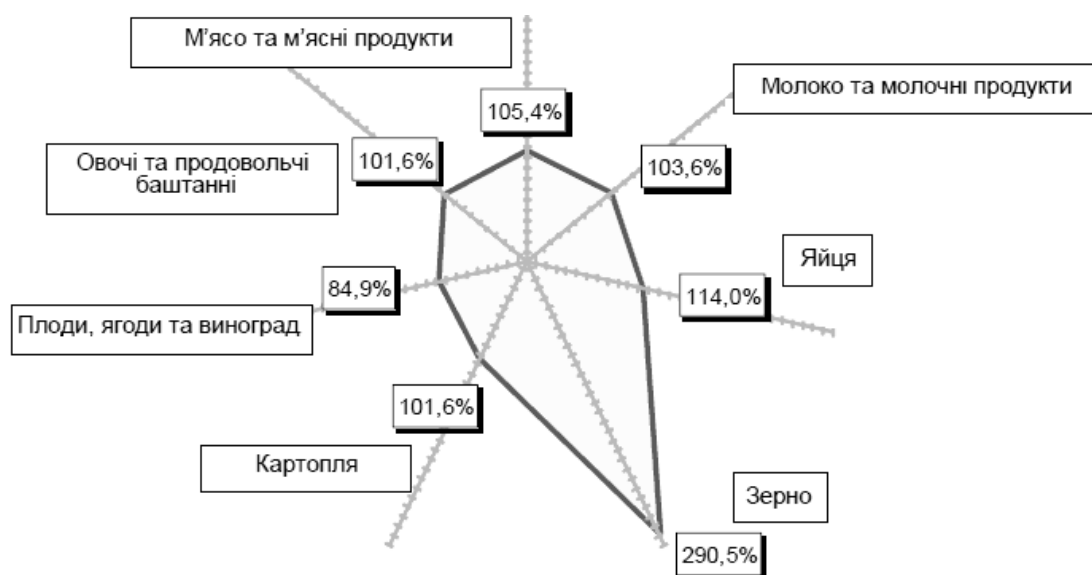 М'ясо та м'ясні продукти
105,4%
Молоко та молочні продукти
103,6%
101,6%
Овочі та продовольчі
баштанні
Яйця
114,0%
84,9%
Плоди, ягоди та виноград
101,6%
Картопля
Зерно
290,5%